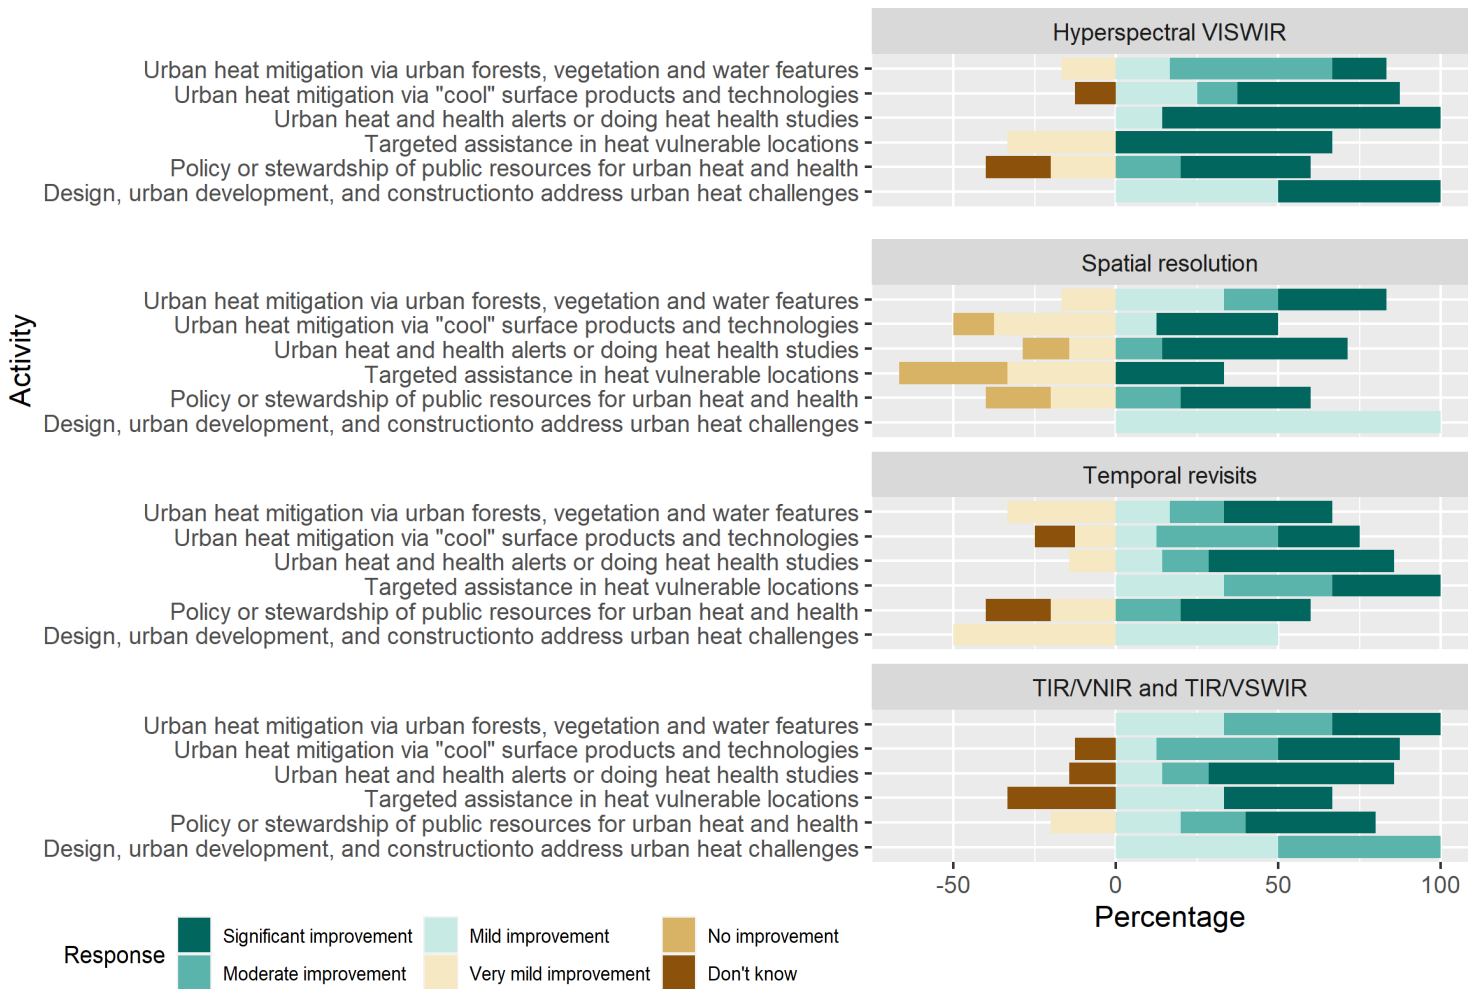 Hyperspectral VISWIR
Urban heat mitigation via urban forests, vegetation and water features
Urban heat mitigation via "cool" surface products and technologies
Urban heat and health alerts or doing heat health studies
Targeted assistance in heat vulnerable locations
Policy or stewardship of public resources for urban heat and health
Design, urban development, and constructionto address urban heat challenges
Spatial resolution
Urban heat mitigation via urban forests, vegetation and water features
Urban heat mitigation via "cool" surface products and technologies
Urban heat and health alerts or doing heat health studies
Targeted assistance in heat vulnerable locations
Policy or stewardship of public resources for urban heat and health
Design, urban development, and constructionto address urban heat challenges
Activity
Temporal revisits
Urban heat mitigation via urban forests, vegetation and water features
Urban heat mitigation via "cool" surface products and technologies
Urban heat and health alerts or doing heat health studies
Targeted assistance in heat vulnerable locations
Policy or stewardship of public resources for urban heat and health
Design, urban development, and constructionto address urban heat challenges
TIR/VNIR and TIR/VSWIR
Urban heat mitigation via urban forests, vegetation and water features
Urban heat mitigation via "cool" surface products and technologies
Urban heat and health alerts or doing heat health studies
Targeted assistance in heat vulnerable locations
Policy or stewardship of public resources for urban heat and health
Design, urban development, and constructionto address urban heat challenges
-50 0 50 100
Percentage
Response
Significant improvement Mild improvement No improvement
Moderate improvement Very mild improvement Don't know